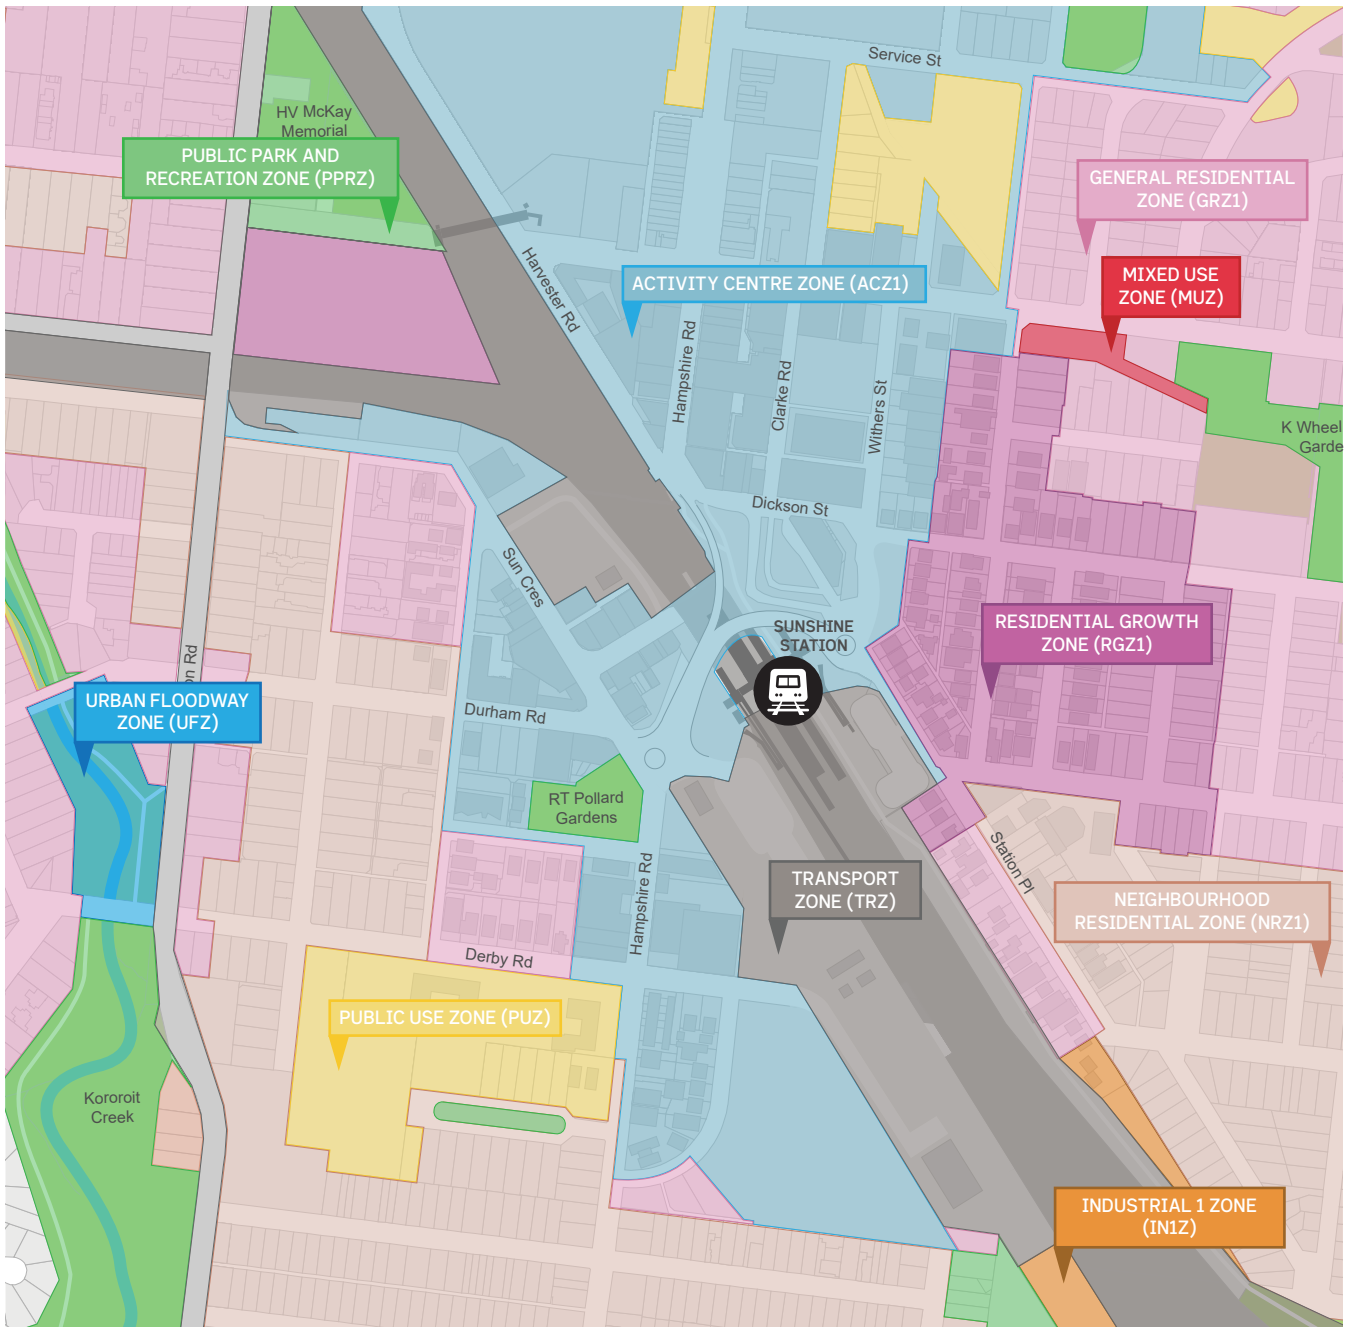 Service St
HV McKay
Memorial
PUBLIC PARK AND
RECREATION ZONE (PPRZ)
GENERAL RESIDENTIAL
ZONE (GRZ1)
Harvester Rd
ACTIVITY CENTRE ZONE (ACZ1)
MIXED USE
ZONE (MUZ)
Hampshire Rd
Clarke Rd
Withers St
K Wheel
Garde
Dickson St
Sun Cres
SUNSHINE
STATION
RESIDENTIAL GROWTH
ZONE (RGZ1)
on Rd
URBAN FLOODWAY
ZONE (UFZ)
Durham Rd
RT Pollard
Gardens
Station Pl
Hampshire Rd
TRANSPORT
ZONE (TRZ)
NEIGHBOURHOOD
RESIDENTIAL ZONE (NRZ1)
Derby Rd
PUBLIC USE ZONE (PUZ)
Kororoit
Creek
INDUSTRIAL 1 ZONE
(IN1Z)